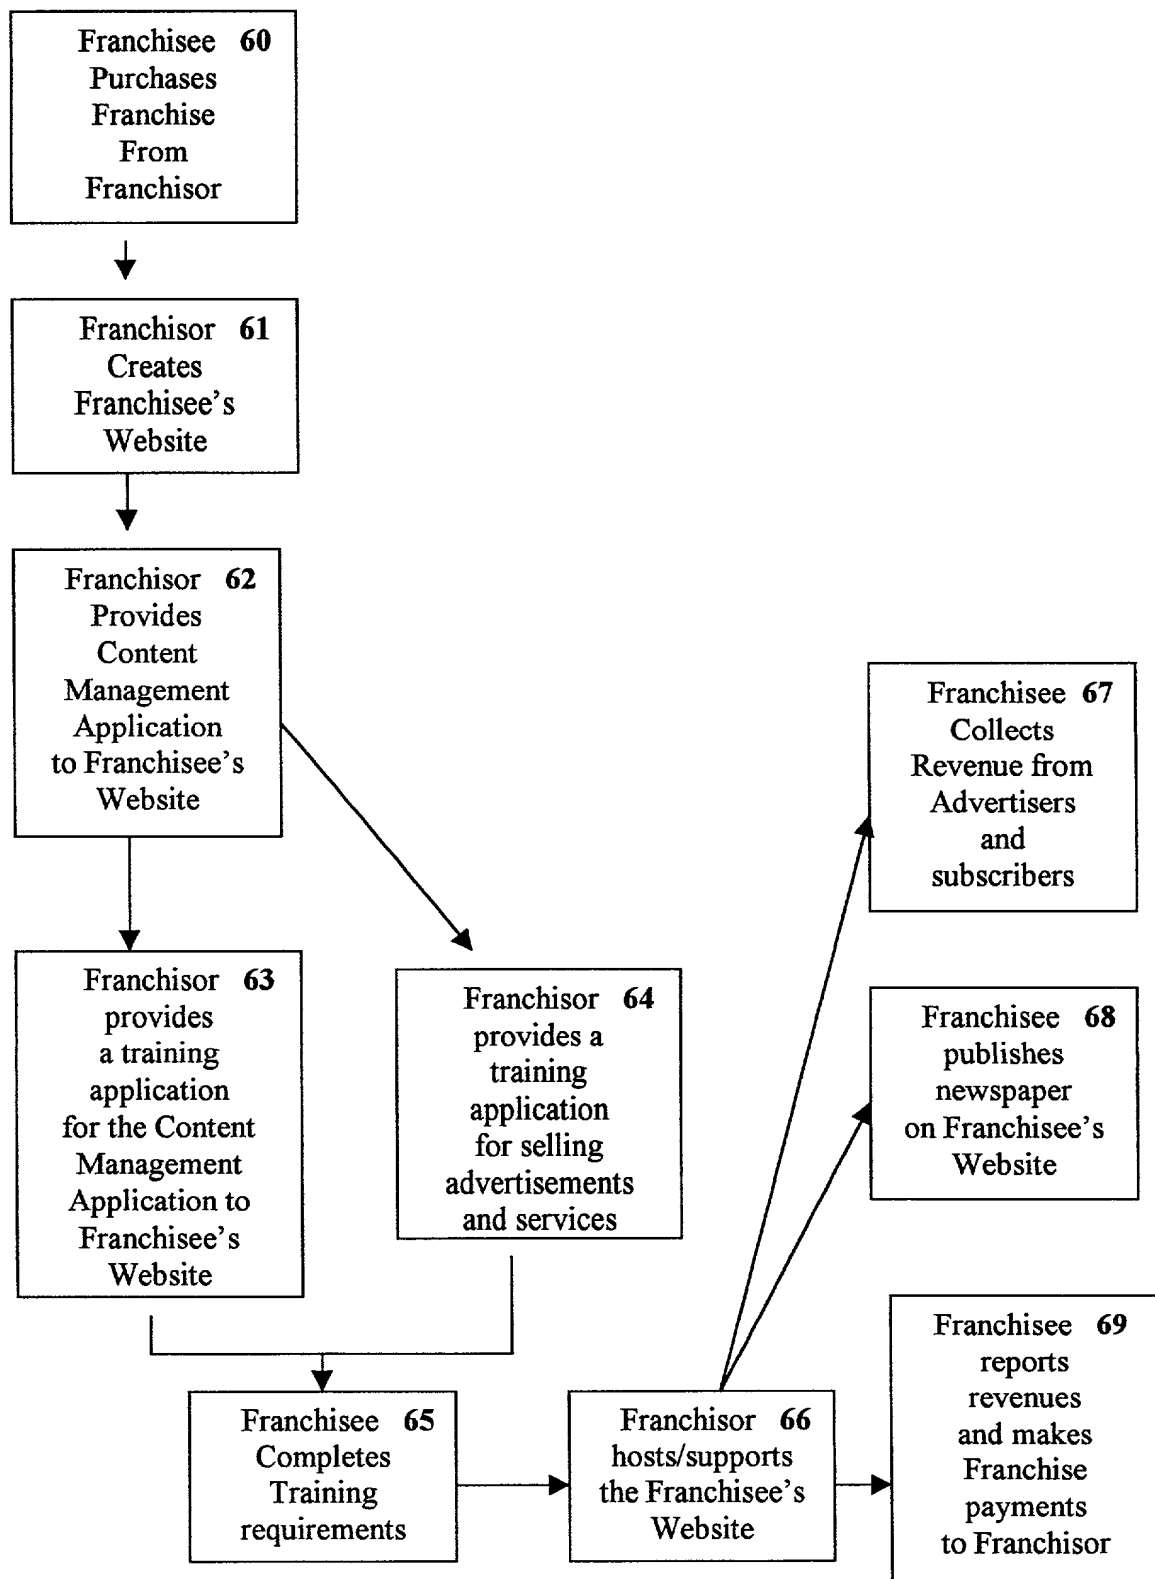 Franchisee 60
Purchases
Franchise
From
Franchisor
Franchisor 61
Creates
Franchisee's
Website
Franchisor 62
Provides
Content
Management
Application
to Franchisee's
Website
Franchisor 63
provides
a training
application
for the Content
Management
Application to
Franchisee's
Website
Franchisor 64
provides a
training
application
for selling
advertisements
and services
Franchisee 65
Completes
Training
requirements
Franchisor 66
hosts/supports
the Franchisee's
Website
Franchisee 67
Collects
Revenue from
Advertisers
and
subscribers
Franchisee 68
publishes
newspaper
on Franchisee's
Website
Franchisee 69
reports
revenues
and makes
Franchise
payments
to Franchisor